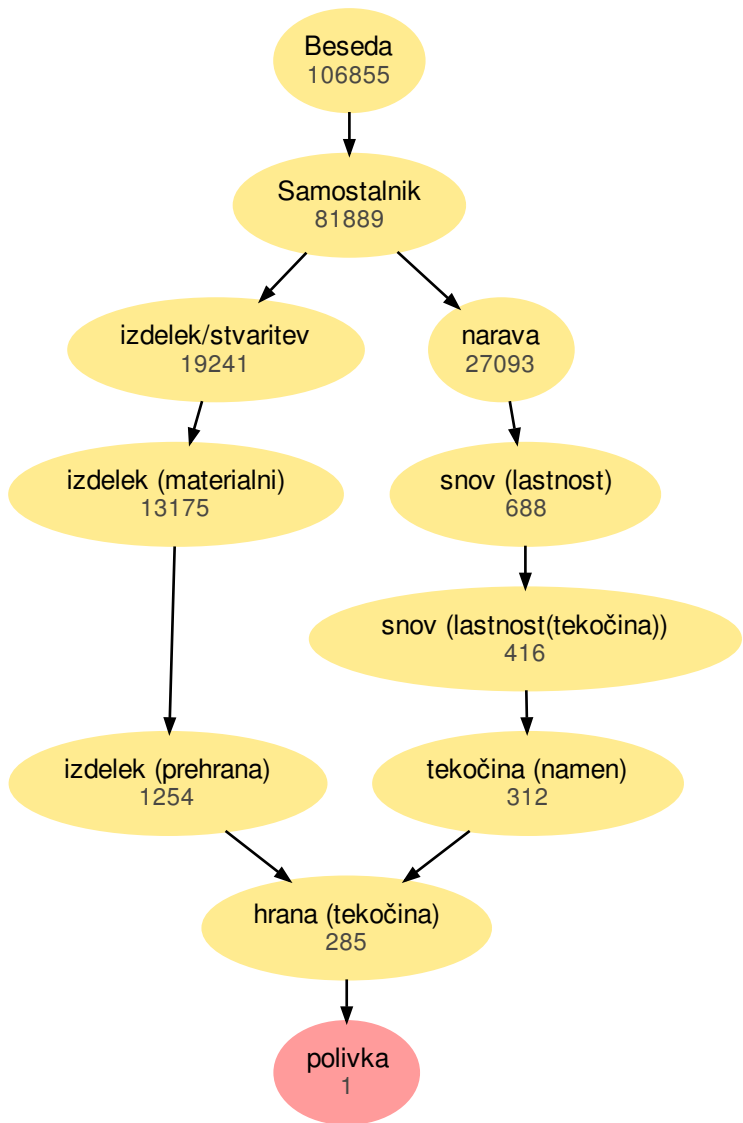 Beseda
106855
Samostalnik
81889
izdelek/stvaritev
19241
narava
27093
izdelek (materialni)
13175
snov (lastnost)
688
snov (lastnost(tekočina))
416
izdelek (prehrana)
1254
tekočina (namen)
312
hrana (tekočina)
285
polivka
1